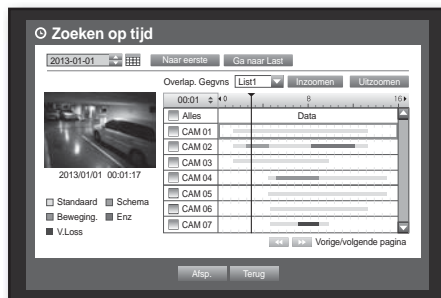 Zoeken op tijd
2013-01-01 Naar eerste Ga naar Last
Overlap. Gegvns List1 Inzoomen Uitzoomen
00:01 0 8 16
Alles Data
CAM 01
CAM 02
CAM 03
CAM 04
CAM 05
CAM 06
CAM 07
2013/01/01 00:01:17
Standaard Schema
Beweging. Enz
V.Loss
Vorige/volgende pagina
Afsp. Terug